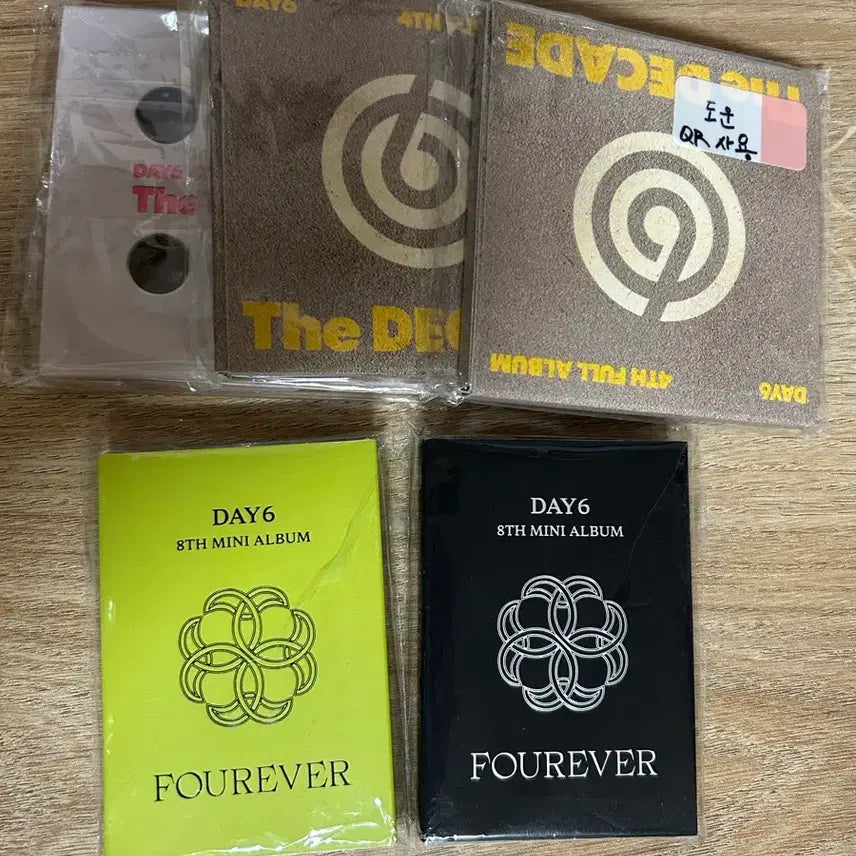 DAY6
The
DAY6
4TH F
The DEC
The DECADE
도운
QR 사용
DAY6
4TH FULL ALBUM
DAY6
8TH MINI ALBUM
FOUREVER
DAY6
8TH MINI ALBUM
FOUREVER